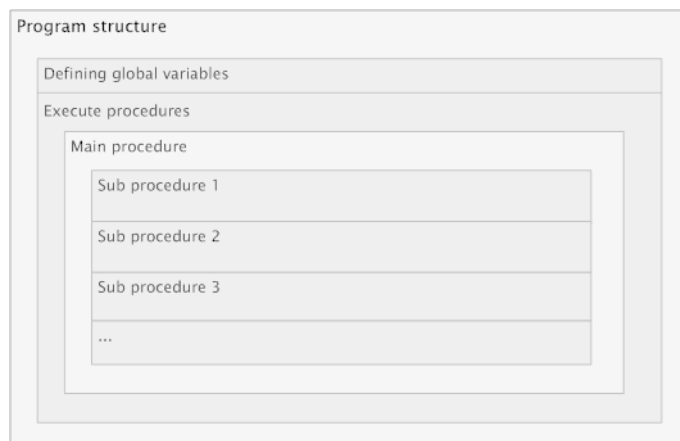 Program structure
Defining global variables
Execute procedures
Main procedure
Sub procedure 1
Sub procedure 2
Sub procedure 3
...